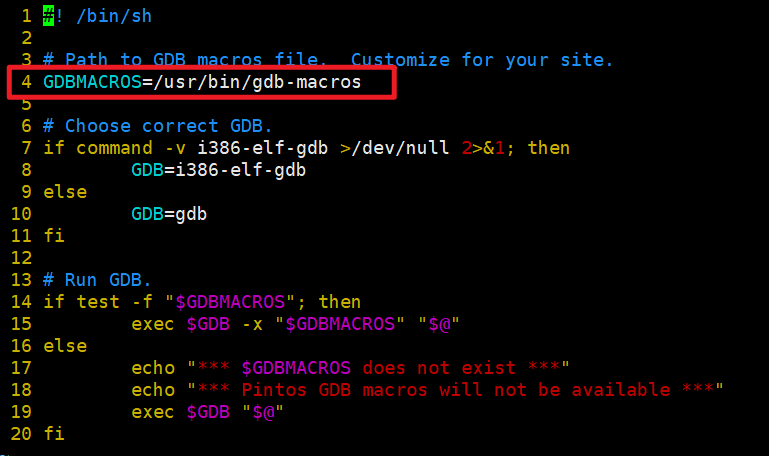 1 #! /bin/sh
2
3 # Path to GDB macros file.  Customize for your site.
4 GDBMACROS=/usr/bin/gdb-macros
5
6 # Choose correct GDB.
7 if command -v i386-elf-gdb >/dev/null 2>&1; then
8         GDB=i386-elf-gdb
9 else
10         GDB=gdb
11 fi
12
13 # Run GDB.
14 if test -f "$GDBMACROS"; then
15         exec $GDB -x "$GDBMACROS" "$@"
16 else
17         echo "*** $GDBMACROS does not exist ***"
18         echo "*** Pintos GDB macros will not be available ***"
19         exec $GDB "$@"
20 fi